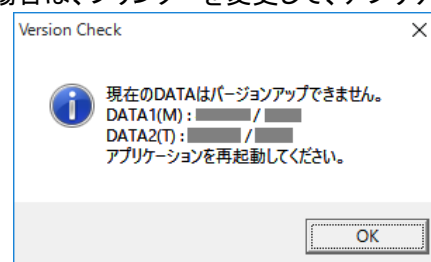 Version Check
現在のDATAはバージョンアップできません。
DATA1(M) : /
DATA2(T) : /
アプリケーションを再起動してください。
OK